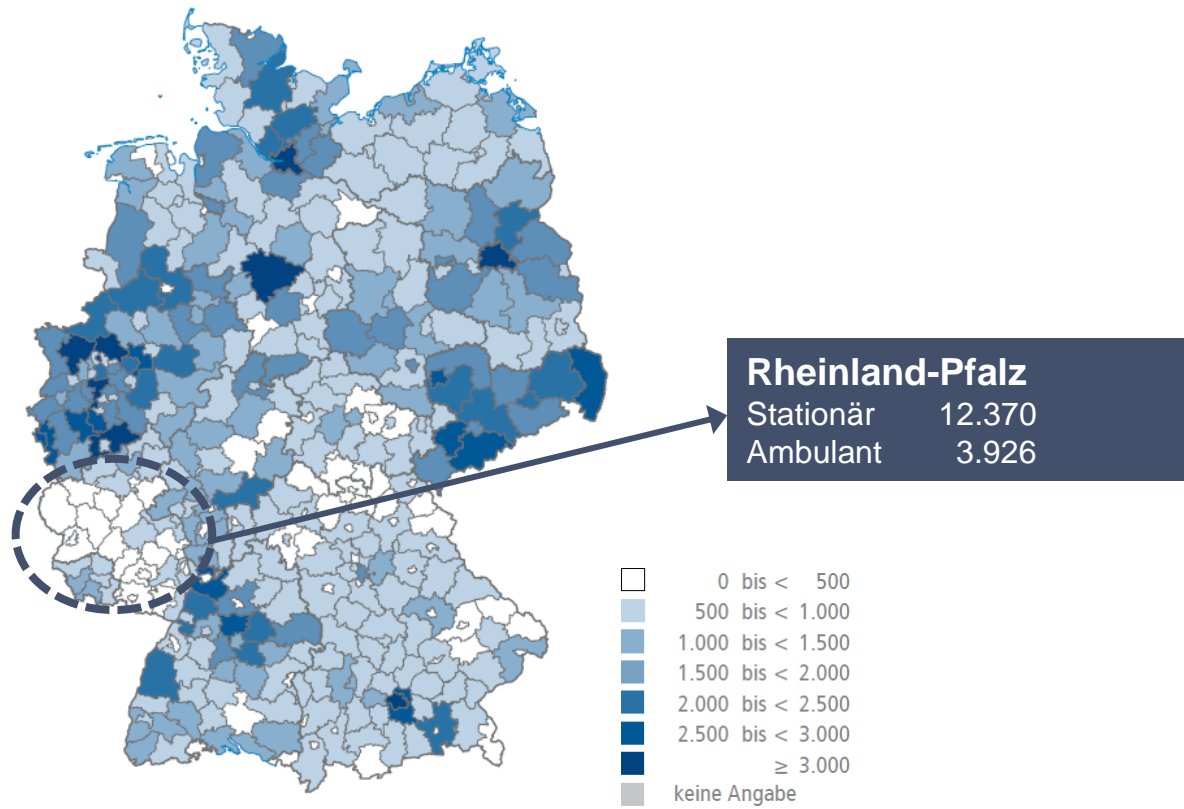 Rheinland-Pfalz
Stationär 12.370
Ambulant 3.926
0 bis < 500
500 bis < 1.000
1.000 bis < 1.500
1.500 bis < 2.000
2.000 bis < 2.500
2.500 bis < 3.000
≥ 3.000
keine Angabe